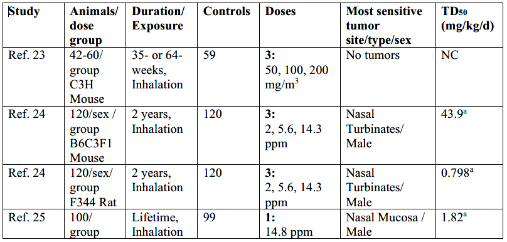 Study Animals/ dose group Duration/ Exposure Controls Doses Most sensitive tumor site/type/sex TD50 (mg/kg/d)
Ref. 23 42-60/ group C3H Mouse 35- or 64- weeks, Inhalation 59 3: 50, 100, 200 mg/m3 No tumors NC
Ref. 24 120/sex / group B6C3F1 Mouse 2 years, Inhalation 120 3: 2, 5.6, 14.3 ppm Nasal Turbinates/ Male 43.9a
Ref. 24 120/sex/ group F344 Rat 2 years, Inhalation 120 3: 2, 5.6, 14.3 ppm Nasal Turbinates/ Male 0.798a
Ref. 25 100/ group Lifetime, Inhalation 99 1: 14.8 ppm Nasal Mucosa / Male 1.82a